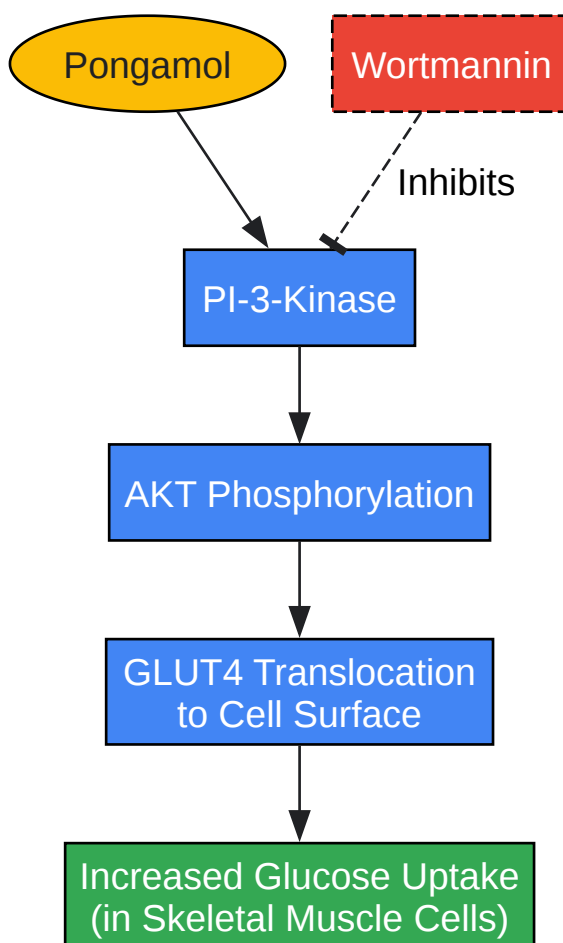 Pongamol
Wortmannin
Inhibits
PI-3-Kinase
AKT Phosphorylation
GLUT4 Translocation
to Cell Surface
Increased Glucose Uptake
(in Skeletal Muscle Cells)